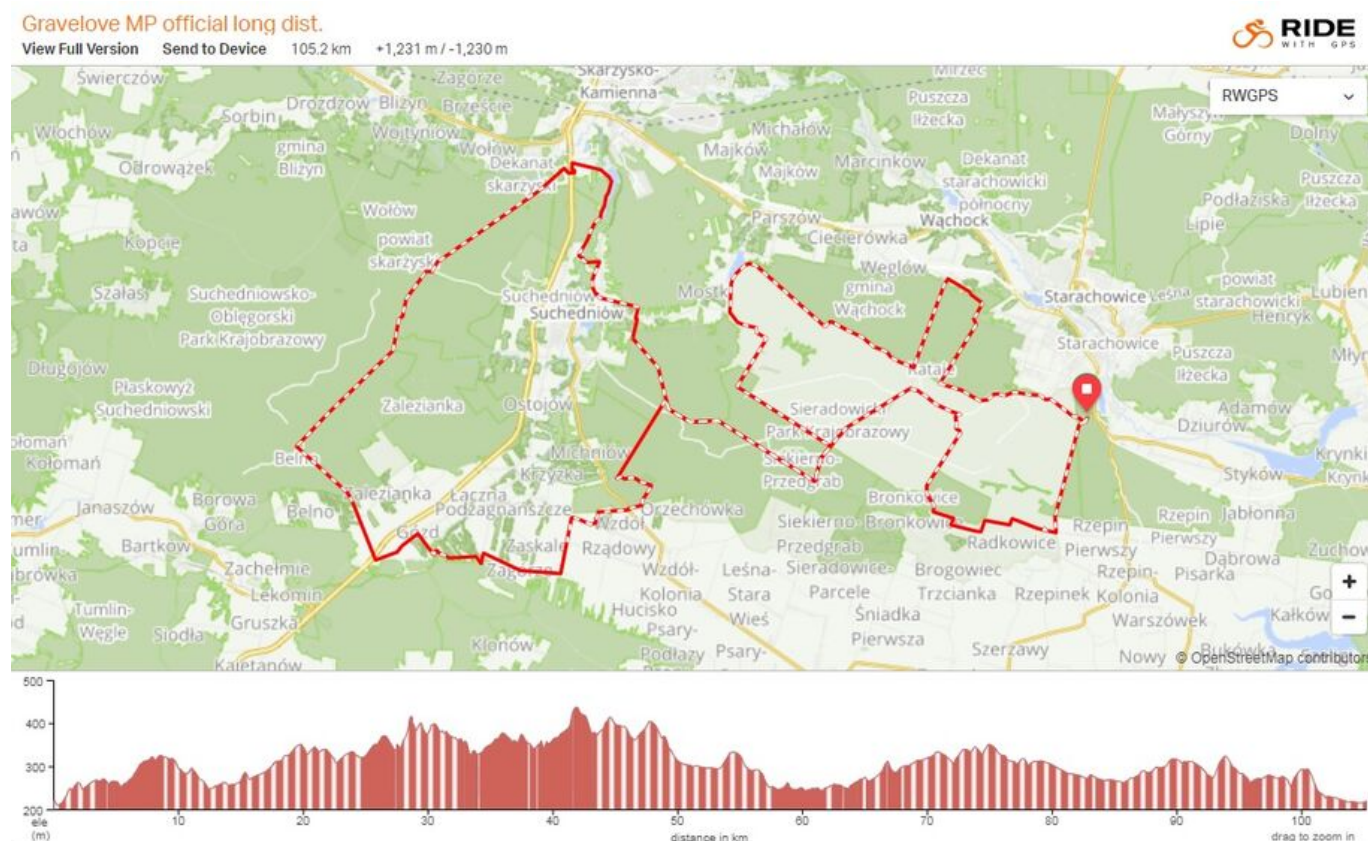 Gravelove MP official long dist.
View Full Version Send to Device 105.2 km +1,231 m / -1,230 m
RIDE
WITH GPS
RWGPS
Świerczów
Zagórze
Skarżysko-
Kamienna
Mirzec
Drożdżów Bliżyn Brzeście
Puszcza
Iłżecka
Małyszyn
Górny
Dolny
Sorbin
Włochów
Wojtyniów
Wołów
Michałów
Odrowążek
gmina
Bliżyn
Dekanat
skarżyski
Majków
Majków
Marcinków
Dekanat
starachowicki
północny
Puszcza
Iłżecka
Wołów
Parszów
Wąchock
Podłaziska
Lipie
Kopcie
powiat
skarżyski
Ciecierówka
Węglów
gmina
Wąchock
powiat
starachowicki
Henryk
Szałas
Suchedniowsko-
Oblęgorski
Park Krajobrazowy
Suchedniów
Suchedniów
Mostki
Starachowice Leśna
Starachowice
Lubien
Długojów
Płaskowyż
Suchedniowski
Rataje
Puszcza
Iłżecka
Młyn
Zalezianka
Ostojów
Sieradowicki
Park Krajobrazowy
Adamów
Dziurów
Kołomań
Kołomań
Belno
Michniów
Krzyżka
Siekierno-
Przedgrab
Krynki
Styków
Janaszów
Borowa
Góra
Belno
Zalezianka
Łączna
Podzagnańszcze
Orzechówka
Bronkowice
Gózd
Wzdół
Rządowy
Siekierno-
Przedgrab
Bronkowice
Radkowice
Rzepin
Pierwszy
Rzepin
Pierwszy
Jabłonna
Bartków
Zachełmie
Zaskale
Zagórze
Dąbrowa
Lekomin
Wzdół-
Kolonia
Leśna-
Stara
Wieś
Sieradowice-
Parcele
Brogowiec
Trzcianka
Rzepin-
Kolonia
Rzepinek
Pisarka
Tumlin-
Węgle
Siodła
Gruszka
Hucisko
Śniadka
Pierwsza
Warszówek
Kałków
Kajetanów
Klonów
Psary-
Podłazy
Psary-
Szerzawy
Nowy
Bukówka
+
−
© OpenStreetMap contributors
500
400
300
200
ele
(m)
10 20 30 40 50 60 70 80 90 100
distance in km
drag to zoom in